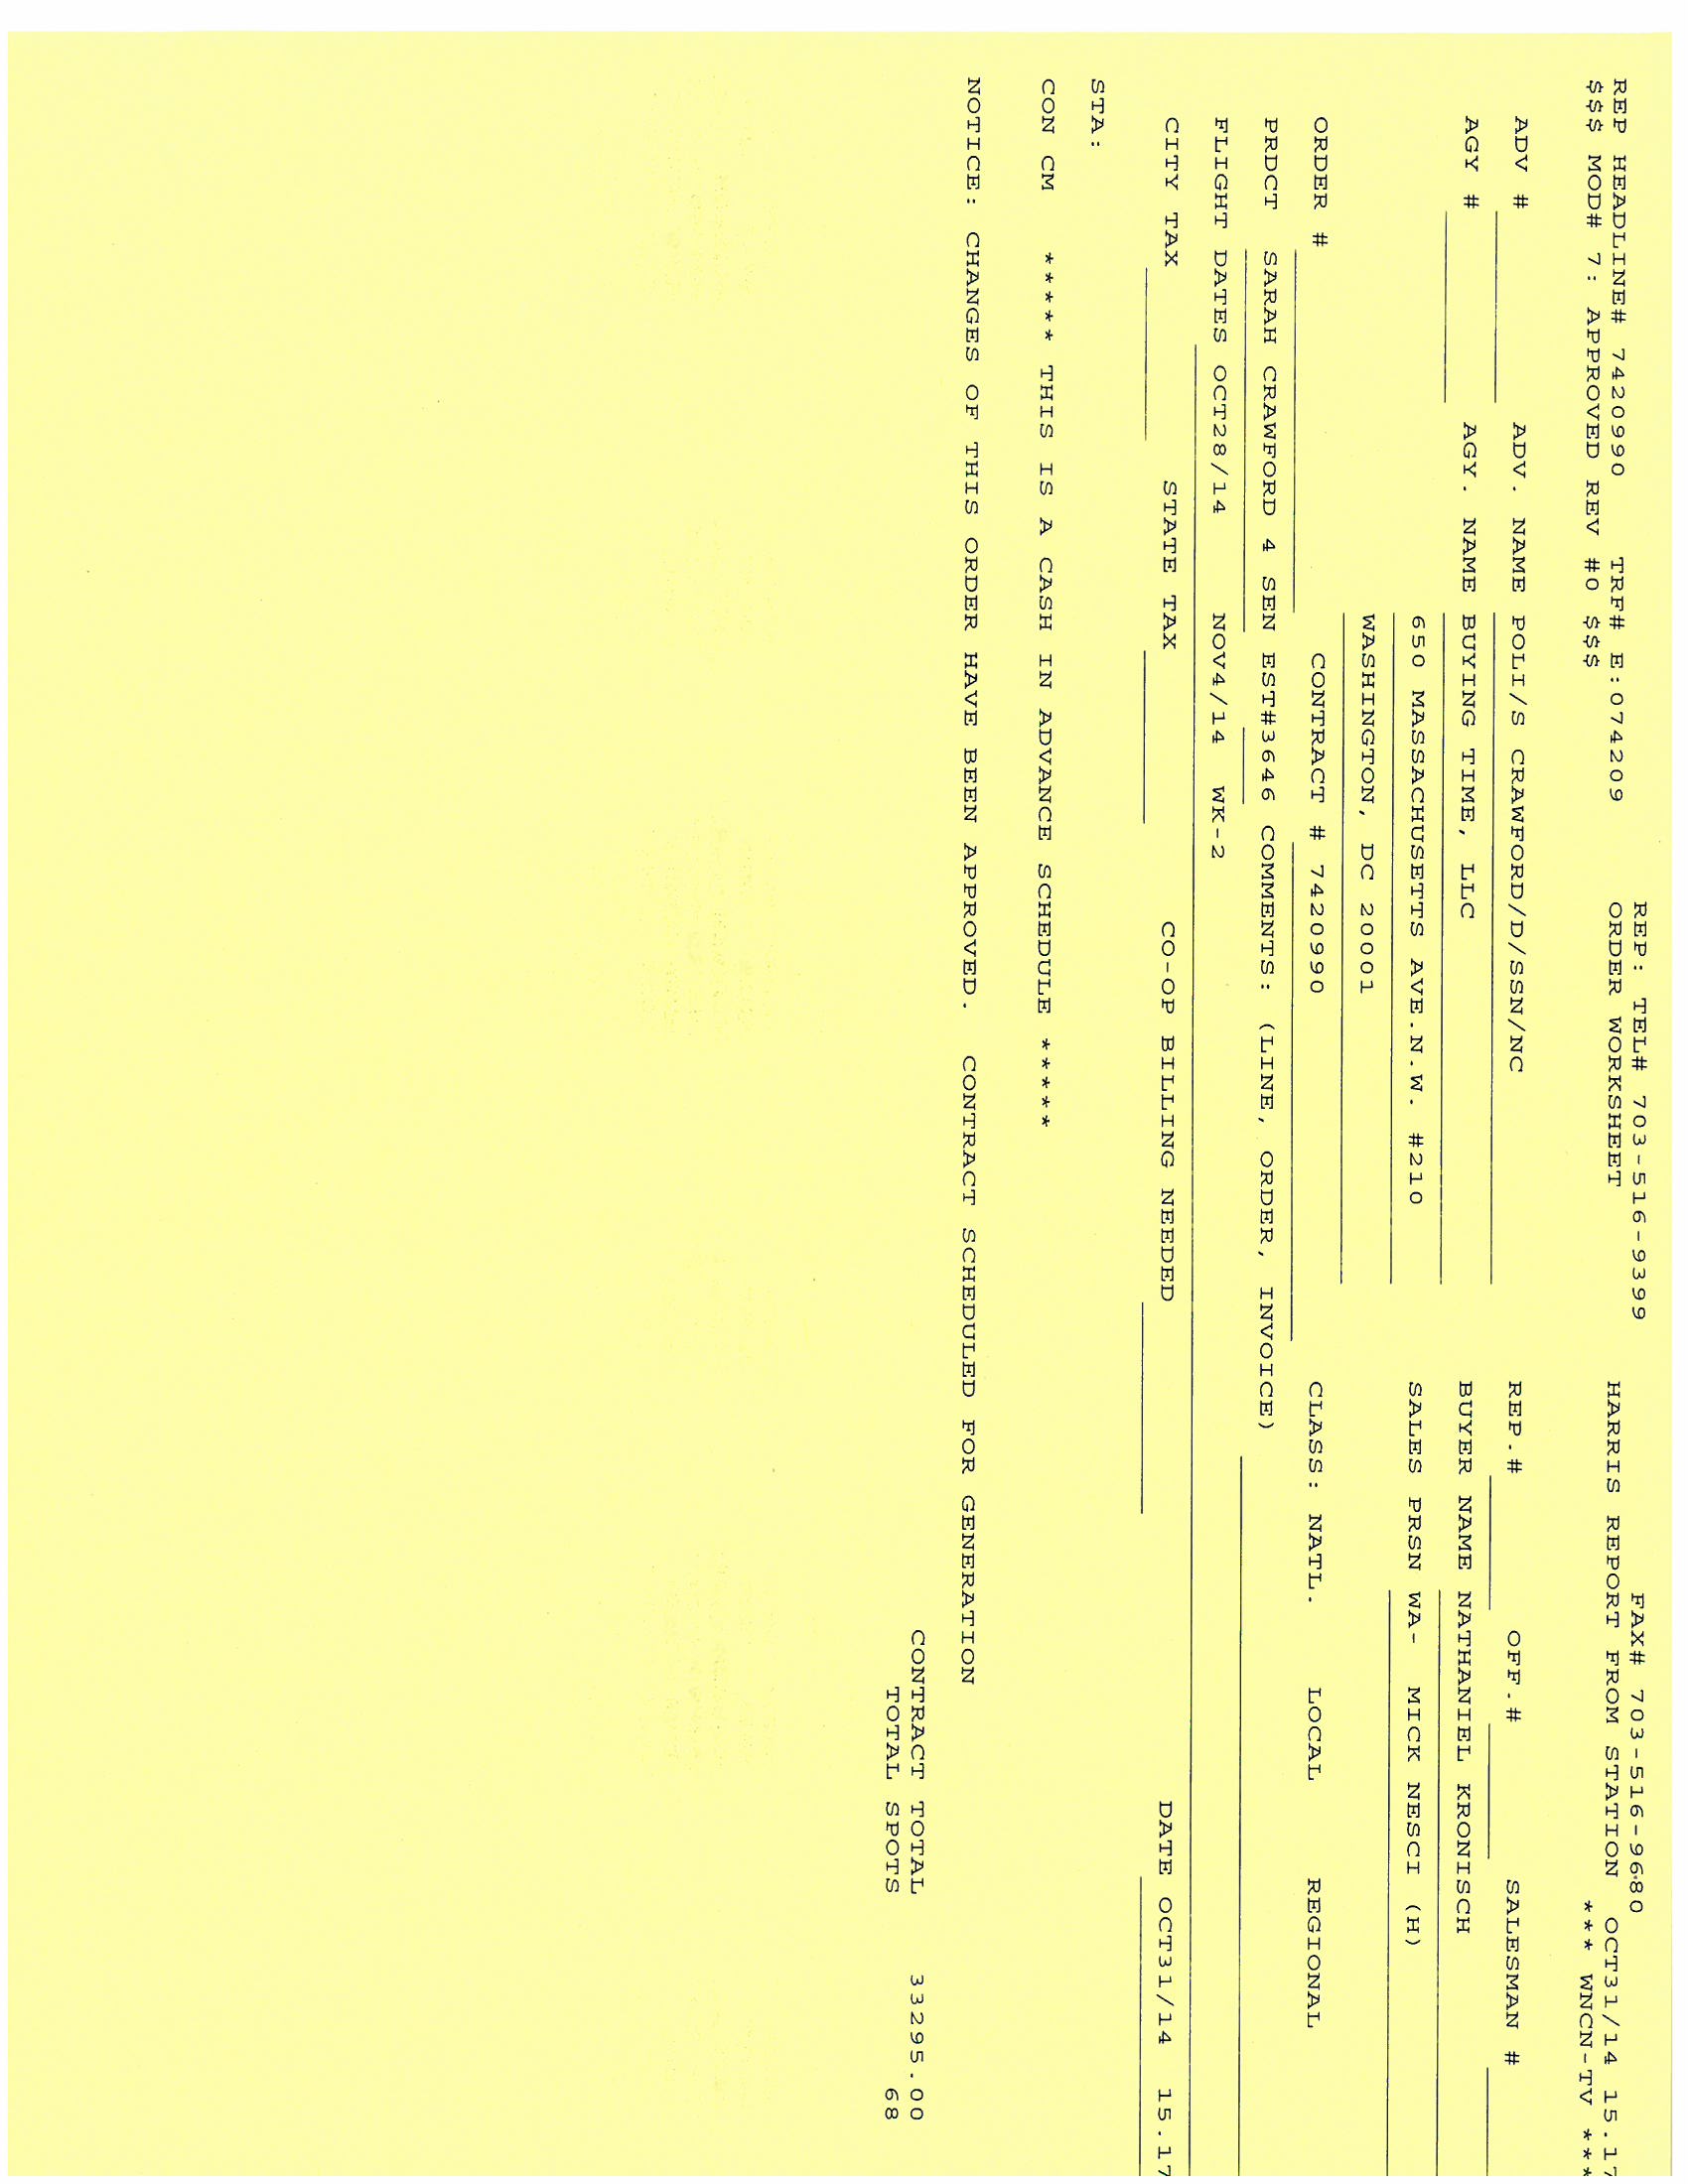 REP: TEL# 703-516-9399 FAX# 703-516-9680
REP HEADLINE# 7420990 TRF# E:074209 ORDER WORKSHEET HARRIS REPORT FROM STATION OCT31/14 15.17
$$$ MOD# 7: APPROVED REV #0 $$$ *** WNCN-TV ***
ADV # ADV. NAME POLI/S CRAWFORD/D/SSN/NC REP.# OFF.# SALESMAN #
AGY # AGY. NAME BUYING TIME, LLC BUYER NAME NATHANIEL KRONISCH
650 MASSACHUSETTS AVE.N.W. #210 SALES PRSN WA- MICK NESCI (H)
WASHINGTON, DC 20001
ORDER # CONTRACT # 7420990 CLASS: NATL. LOCAL REGIONAL
PRDCT SARAH CRAWFORD 4 SEN EST#3646 COMMENTS: (LINE, ORDER, INVOICE)
FLIGHT DATES OCT28/14 NOV4/14 WK-2
CITY TAX STATE TAX CO-OP BILLING NEEDED DATE OCT31/14 15.17
STA:
CON CM ***** THIS IS A CASH IN ADVANCE SCHEDULE *****
NOTICE: CHANGES OF THIS ORDER HAVE BEEN APPROVED. CONTRACT SCHEDULED FOR GENERATION
CONTRACT TOTAL 33295.00
TOTAL SPOTS 68